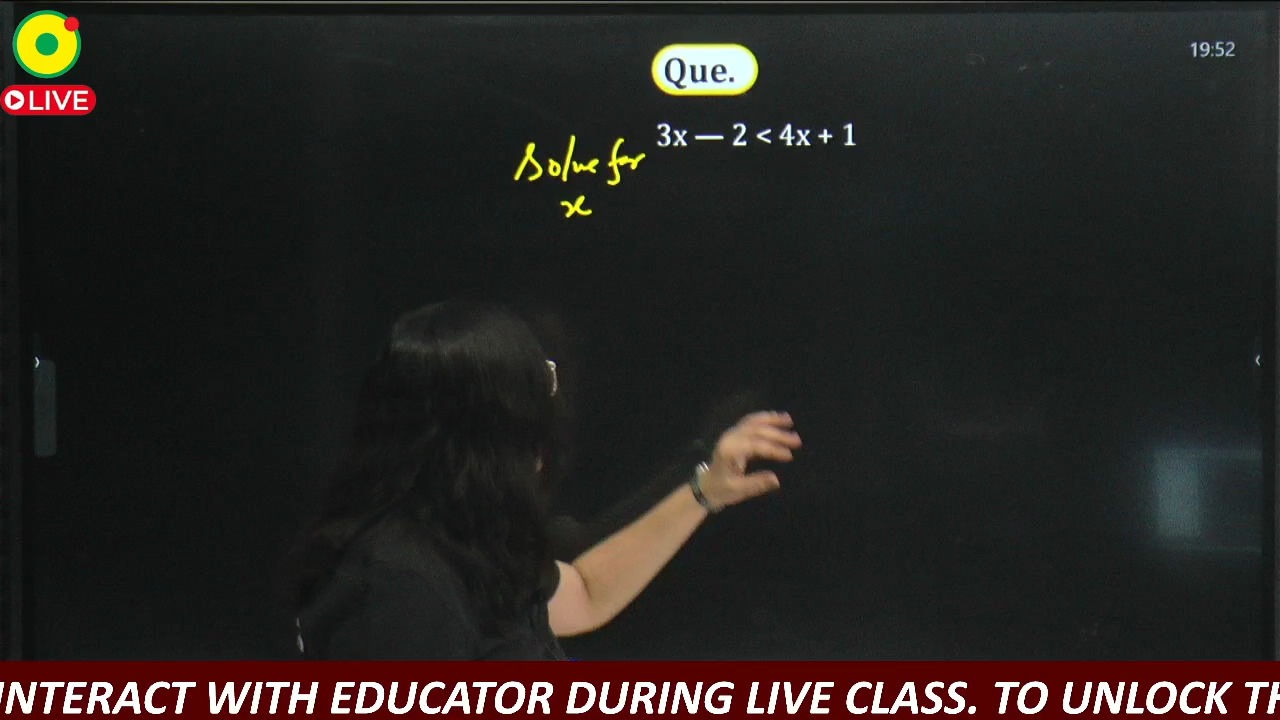 19:52
LIVE
Que.
3x — 2 < 4x + 1
Solve for
x
INTERACT WITH EDUCATOR DURING LIVE CLASS. TO UNLOCK TH